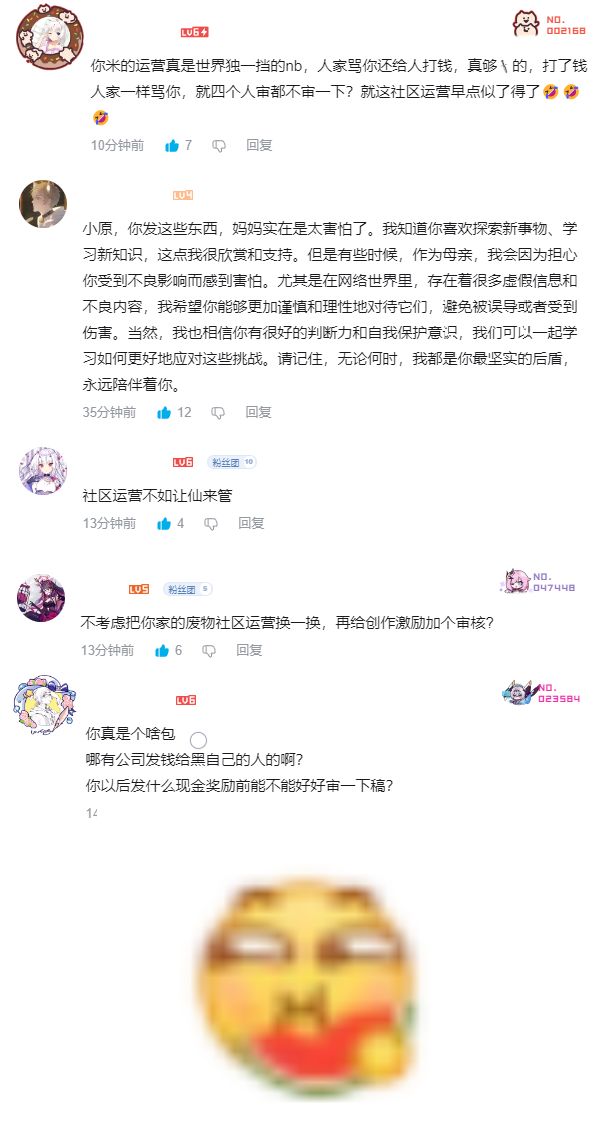 LV6
NO.
002168
你米的运营真是世界独一挡的nb，人家骂你还给人打钱，真够\的，打了钱
人家一样骂你，就四个人审都不审一下？就这社区运营早点似了得了🤣🤣
🤣
10分钟前 7 回复
LV4
小原，你发这些东西，妈妈实在是太害怕了。我知道你喜欢探索新事物、学
习新知识，这点我很欣赏和支持。但是有些时候，作为母亲，我会因为担心
你受到不良影响而感到害怕。尤其是在网络世界里，存在着很多虚假信息和
不良内容，我希望你能够更加谨慎和理性地对待它们，避免被误导或者受到
伤害。当然，我也相信你有很好的判断力和自我保护意识，我们可以一起学
习如何更好地应对这些挑战。请记住，无论何时，我都是你最坚实的后盾，
永远陪伴着你。
35分钟前 12 回复
LV6 粉丝团 10
社区运营不如让仙来管
13分钟前 4 回复
LV5 粉丝团 5
NO.
047448
不考虑把你家的废物社区运营换一换，再给创作激励加个审核？
13分钟前 6 回复
LV6
NO.
023584
你真是个啥包
哪有公司发钱给黑自己的人的啊？
你以后发什么现金奖励前能不能好好审一下稿？